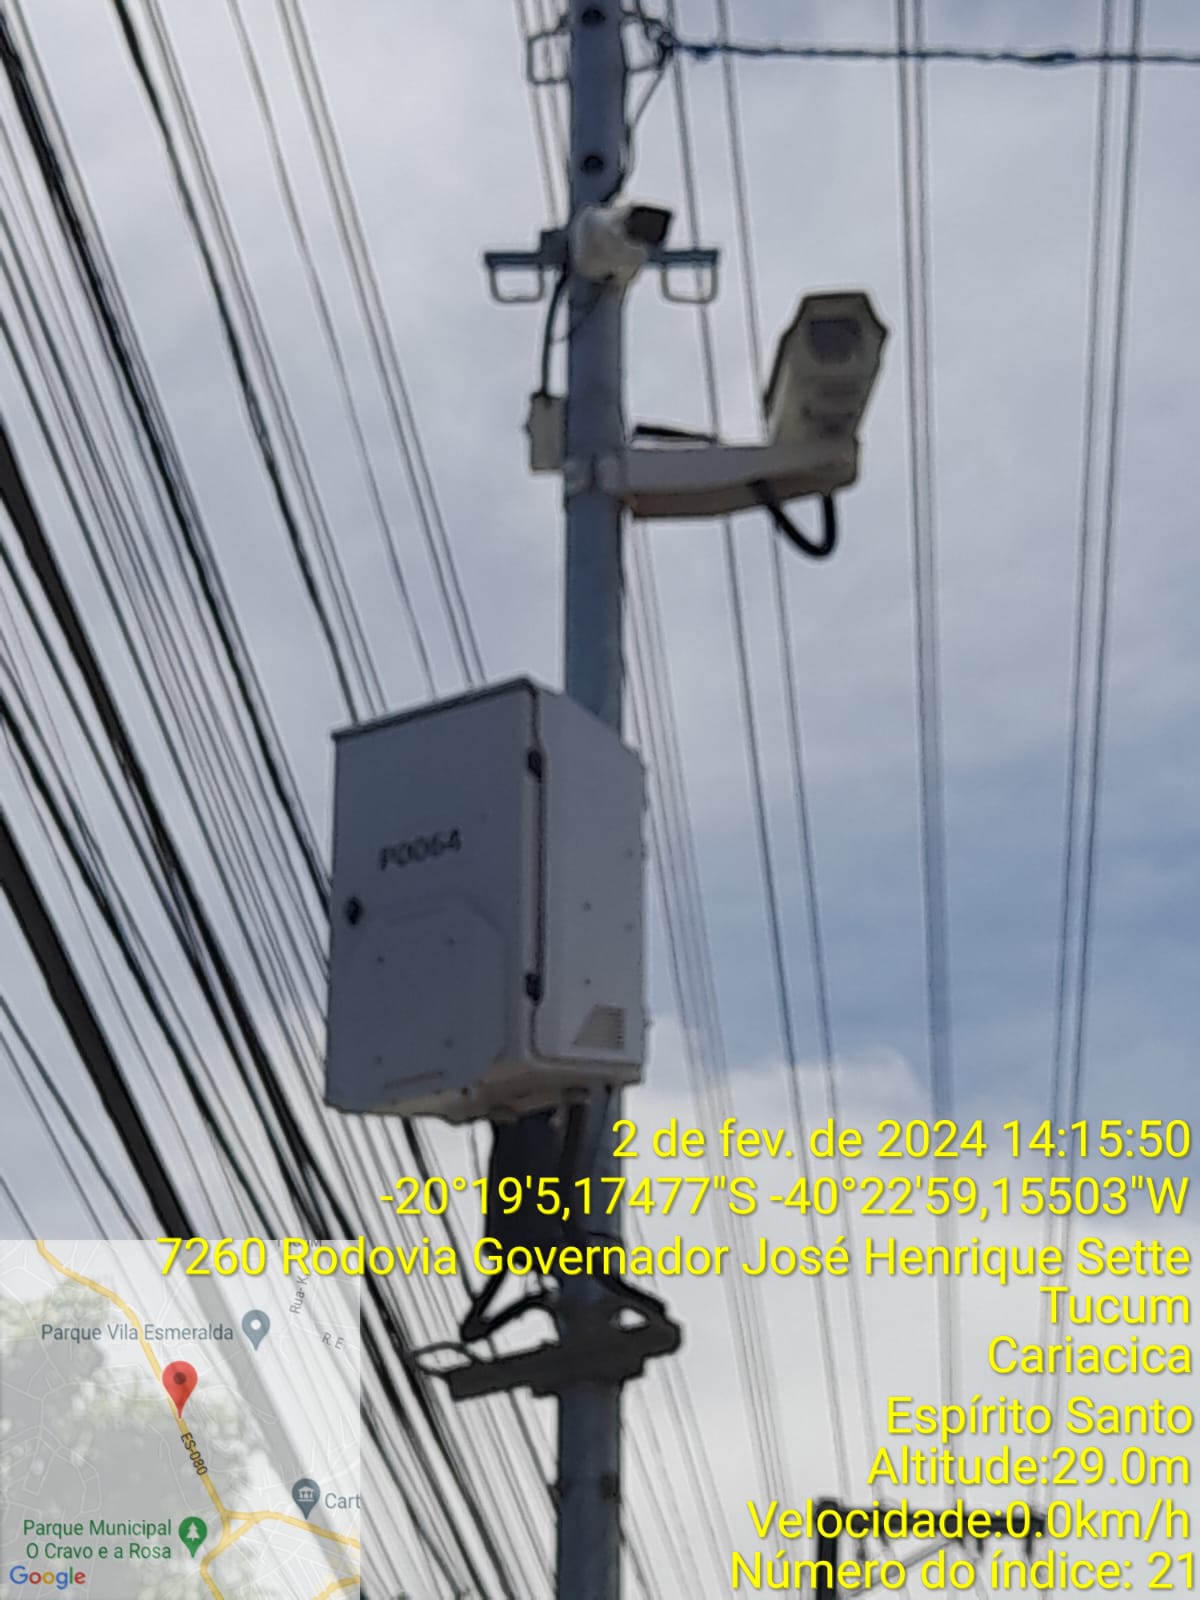 P0064
2 de fev. de 2024 14:15:50
-20°19'5,17477"S -40°22'59,15503"W
7260 Rodovia Governador José Henrique Sette
Tucum
Cariacica
Espírito Santo
Altitude:29.0m
Velocidade:0.0km/h
Número do índice: 21
Rua- K
Parque Vila Esmeralda
R E
ES-080
Cart
Parque Municipal
O Cravo e a Rosa
Google